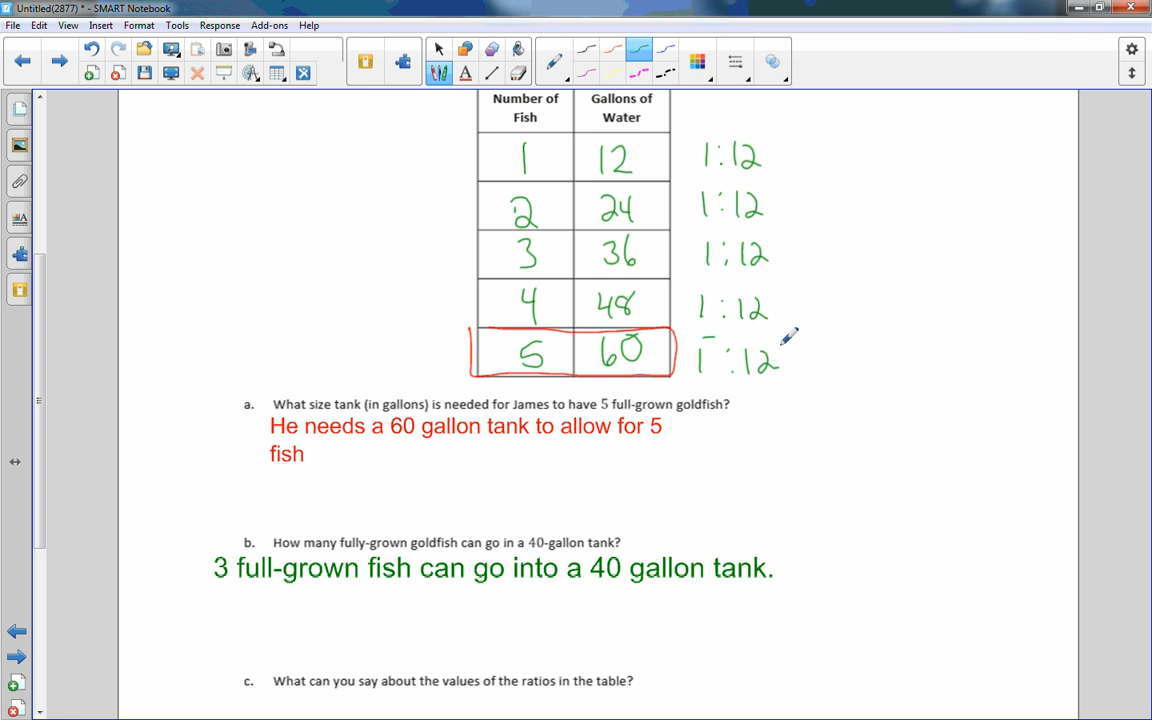 Untitled(2877) * - SMART Notebook
File Edit View Insert Format Tools Response Add-ons Help
Number of Fish Gallons of Water
1 12 1:12
2 24 1:12
3 36 1:12
4 48 1:12
5 60 1:12
a. What size tank (in gallons) is needed for James to have 5 full-grown goldfish?
He needs a 60 gallon tank to allow for 5
fish
b. How many fully-grown goldfish can go in a 40-gallon tank?
3 full-grown fish can go into a 40 gallon tank.
c. What can you say about the values of the ratios in the table?